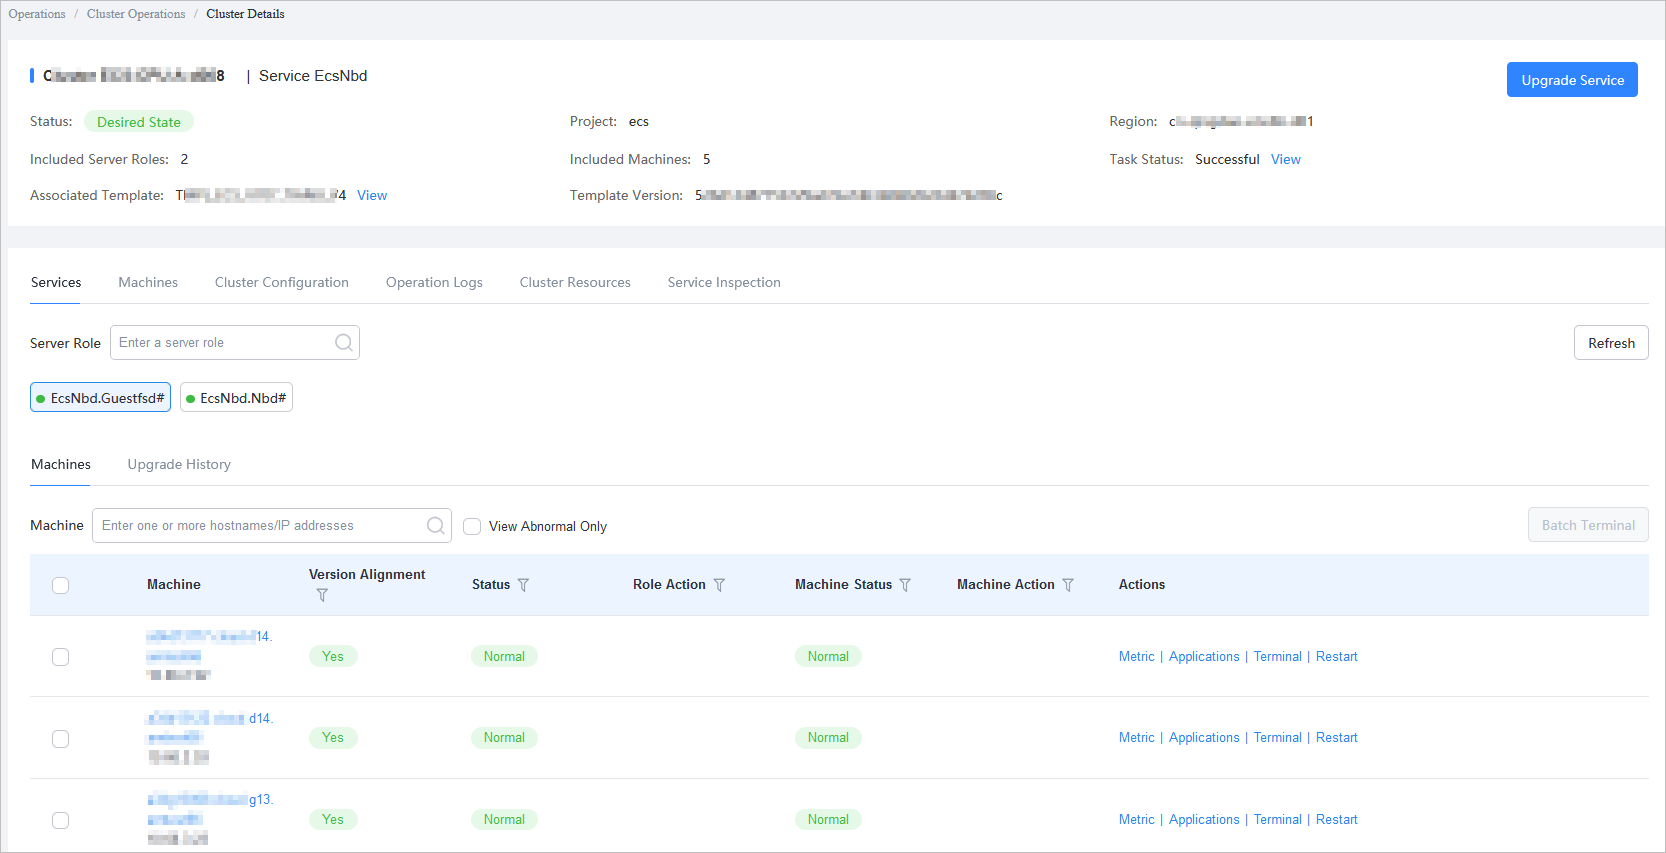 Operations / Cluster Operations / Cluster Details
Cluster | Service EcsNbd
Upgrade Service
Status: Desired State
Project: ecs
Region:
Included Server Roles: 2
Included Machines: 5
Task Status: Successful View
Associated Template: View
Template Version:
Services Machines Cluster Configuration Operation Logs Cluster Resources Service Inspection
Server Role Enter a server role
Refresh
EcsNbd.Guestfsd# EcsNbd.Nbd#
Machines Upgrade History
Machine Enter one or more hostnames/IP addresses View Abnormal Only
Batch Terminal
Machine Version Alignment Status Role Action Machine Status Machine Action Actions
d14.
Yes Normal Normal Metric | Applications | Terminal | Restart
d14.
Yes Normal Normal Metric | Applications | Terminal | Restart
g13.
Yes Normal Normal Metric | Applications | Terminal | Restart